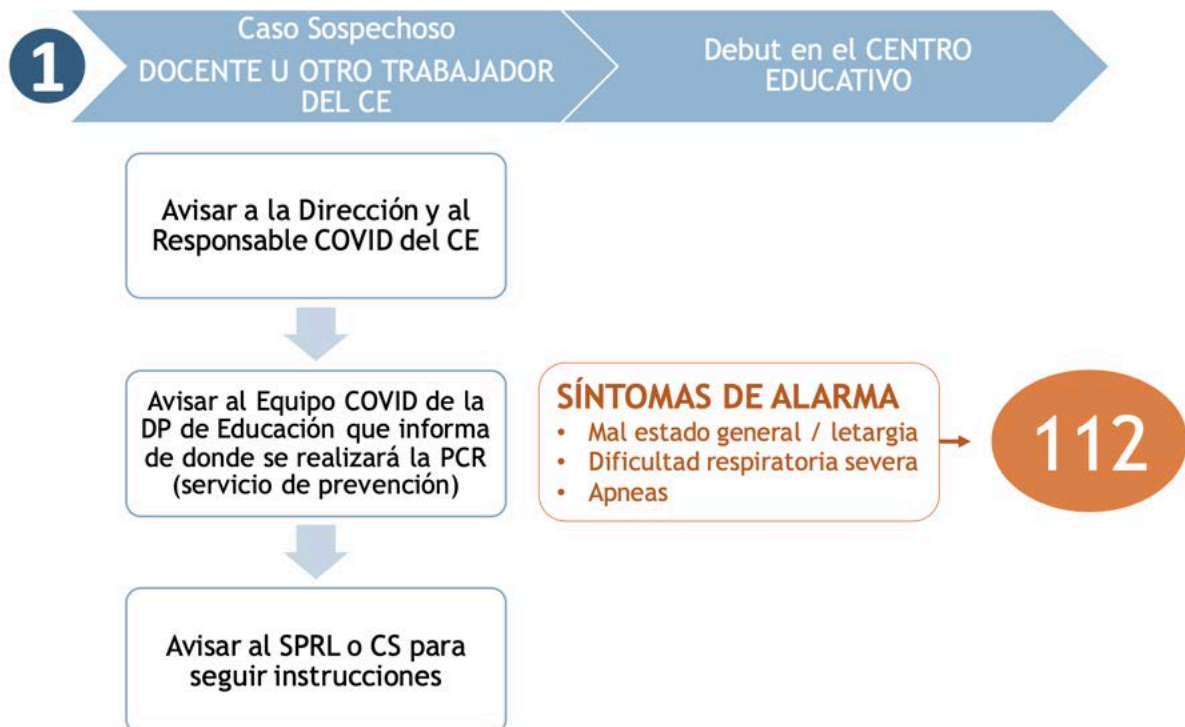 1
Caso Sospechoso
DOCENTE U OTRO TRABAJADOR
DEL CE
Debut en el CENTRO
EDUCATIVO
Avisar a la Dirección y al
Responsable COVID del CE
Avisar al Equipo COVID de la
DP de Educación que informa
de donde se realizará la PCR
(servicio de prevención)
SÍNTOMAS DE ALARMA
• Mal estado general / letargia
• Dificultad respiratoria severa
• Apneas
112
Avisar al SPRL o CS para
seguir instrucciones